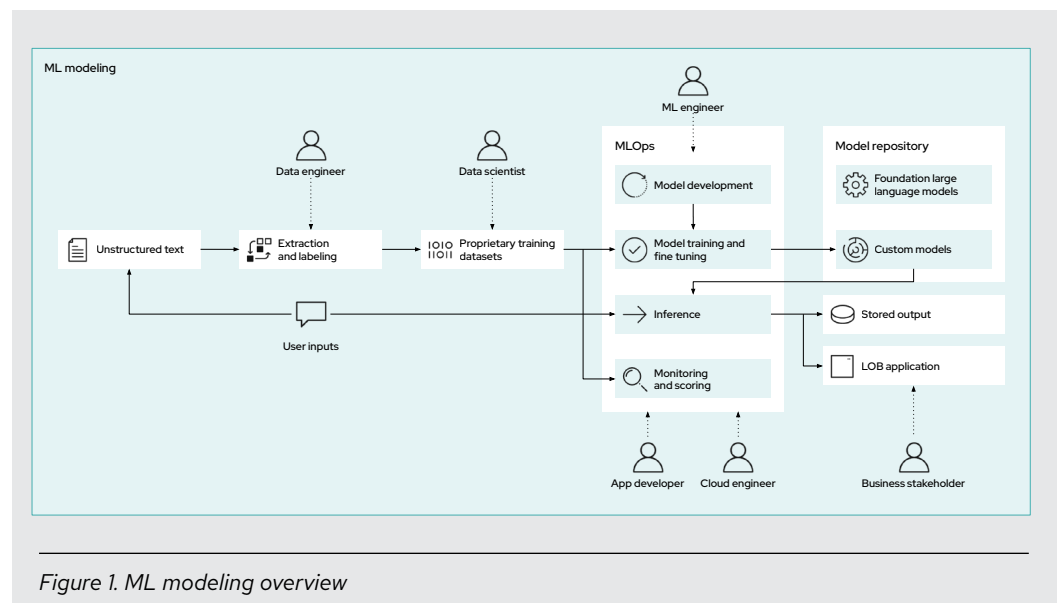 ML modeling
ML engineer
Data engineer
Data scientist
MLOps
Model repository
Model development
Foundation large
language models
Unstructured text
Extraction
and labeling
1010
11011
Proprietary training
datasets
Model training and
fine tuning
Custom models
User inputs
Inference
Stored output
Monitoring
and scoring
LOB application
App developer
Cloud engineer
Business stakeholder
Figure 1. ML modeling overview